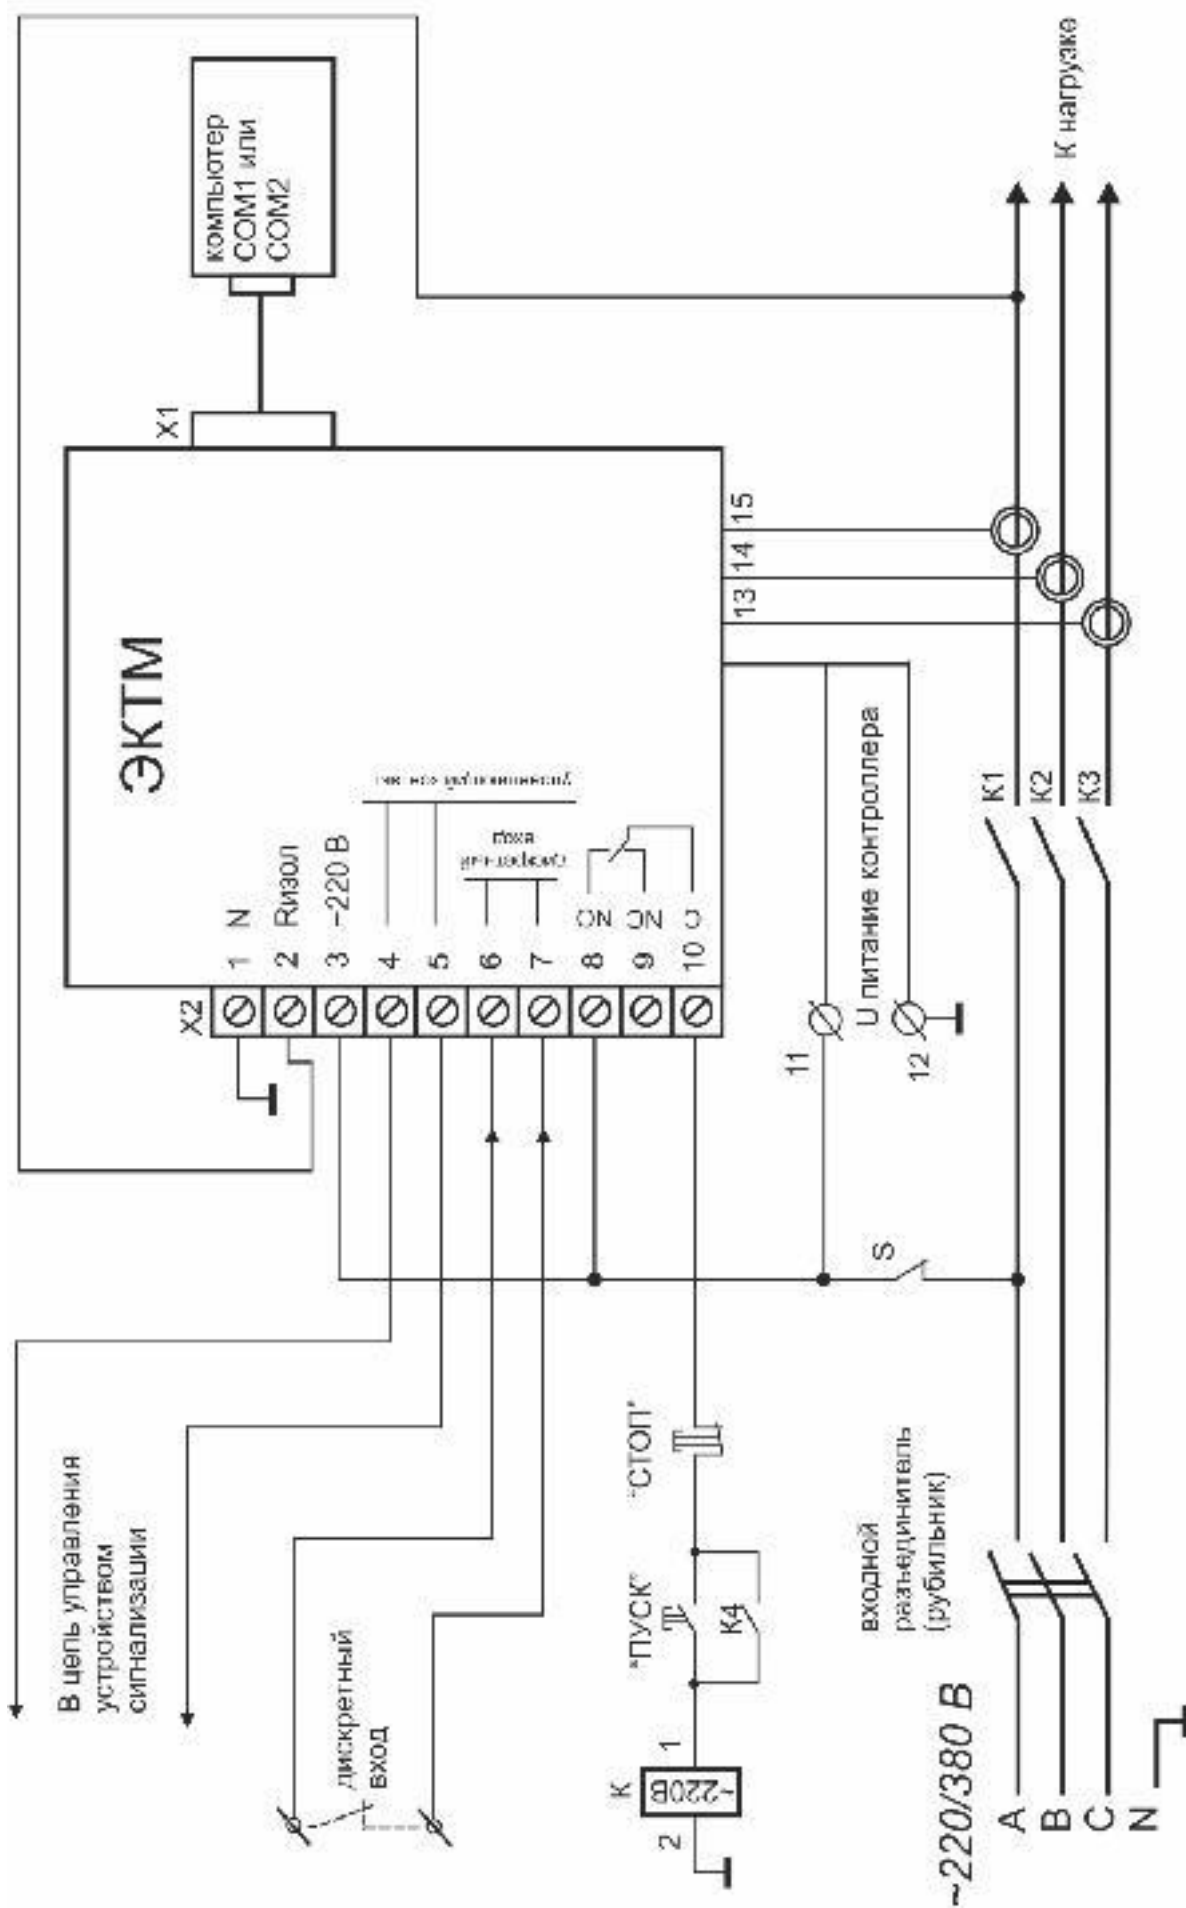 ЭКТМ
X1
компьютер
COM1 или
COM2
X2
1 N
2 Rизол
3 ~220 В
4
5
6
7
8 NO
9 NC
10 C
дискретный
вход
13
14
15
11
12
U питание контроллера
S
K1
K2
K3
К нагрузке
В цепь управления
устройством
сигнализации
дискретный
вход
"СТОП"
"ПУСК"
K4
K
1
~220В
2
входной
разъединитель
(рубильник)
~220/380 В
A
B
C
N